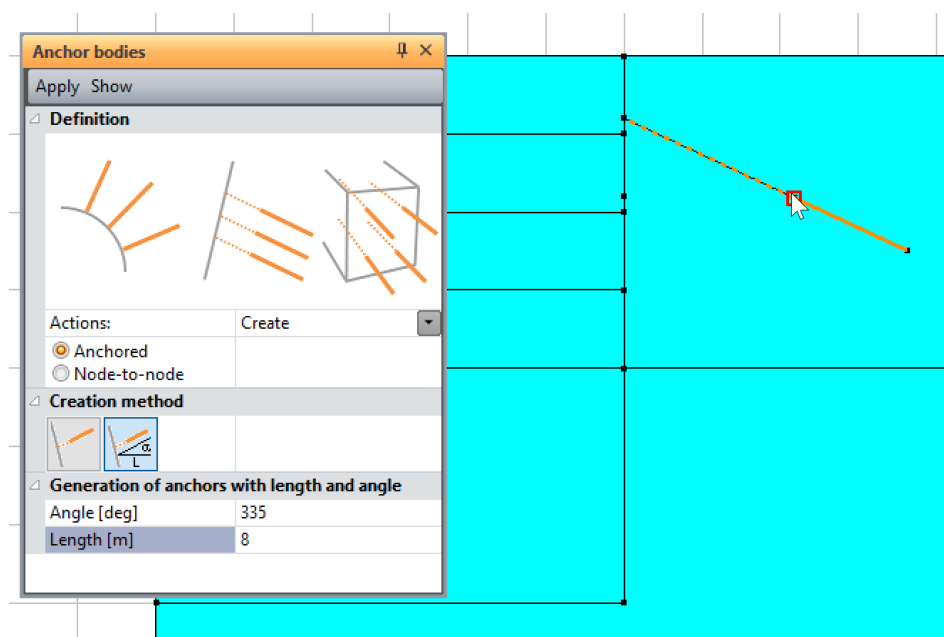 Anchor bodies
Apply Show
Definition
Actions: Create
Anchored
Node-to-node
Creation method
α
L
Generation of anchors with length and angle
Angle [deg] 335
Length [m] 8